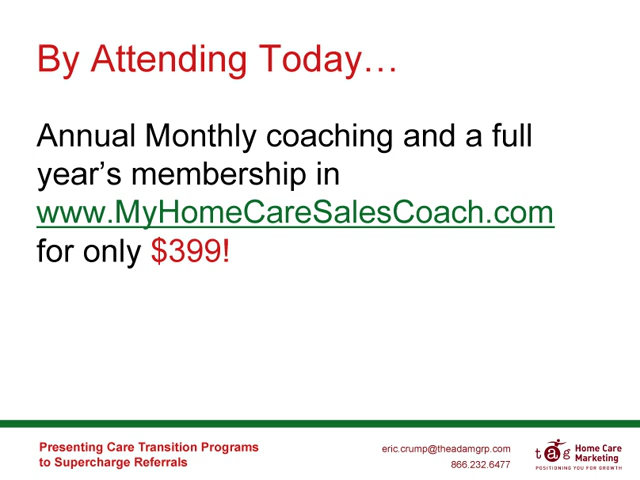 By Attending Today…
Annual Monthly coaching and a full
year’s membership in
www.MyHomeCareSalesCoach.com
for only $399!
Presenting Care Transition Programs
to Supercharge Referrals
eric.crump@theadamgrp.com
866.232.6477
tag Home Care
Marketing
POSITIONING YOU FOR GROWTH